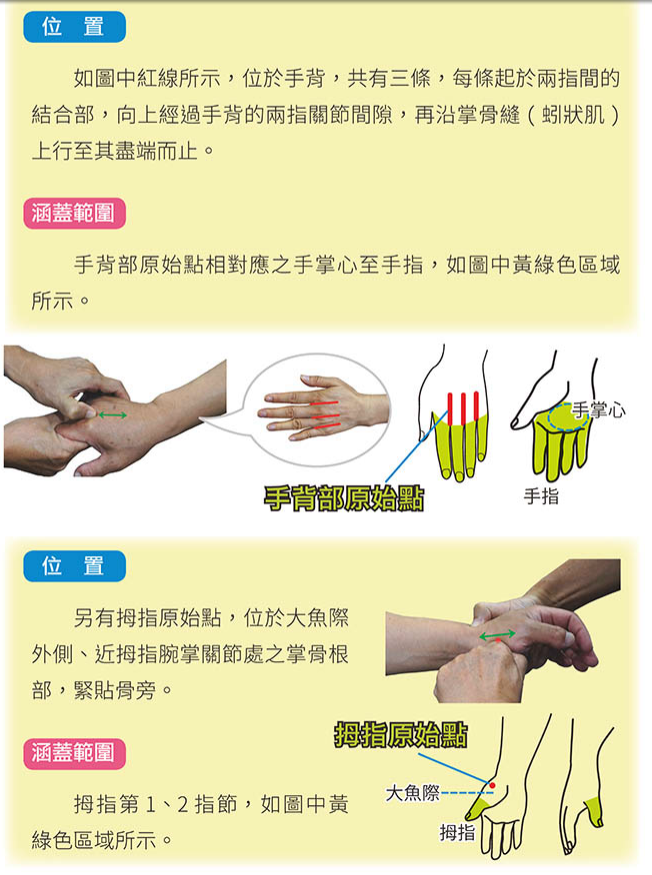 位 置
如圖中紅線所示，位於手背，共有三條，每條起於兩指間的
結合部，向上經過手背的兩指關節間隙，再沿掌骨縫（蚓狀肌）
上行至其盡端而止。
涵蓋範圍
手背部原始點相對應之手掌心至手指，如圖中黃綠色區域
所示。
手掌心
手背部原始點
手指
位 置
另有拇指原始點，位於大魚際
外側、近拇指腕掌關節處之掌骨根
部，緊貼骨旁。
涵蓋範圍
拇指第1、2指節，如圖中黃
綠色區域所示。
拇指原始點
大魚際
拇指